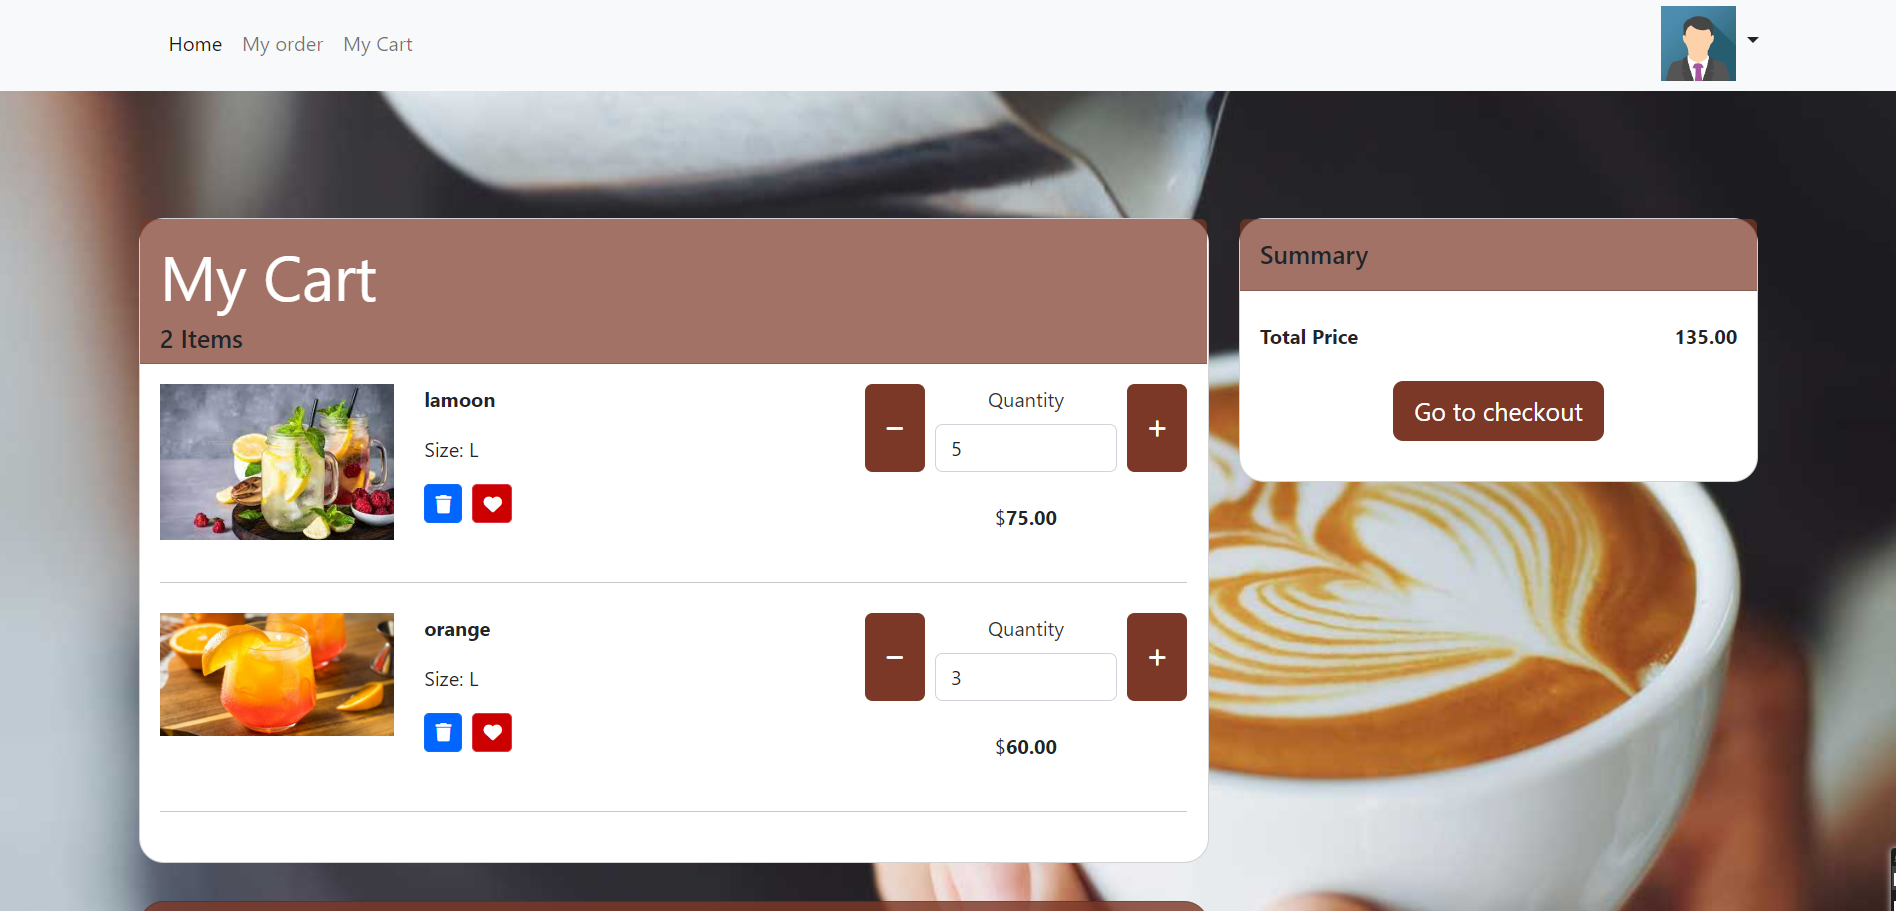 Home My order My Cart
My Cart
2 Items
lamoon
Size: L
Quantity
5
$75.00
orange
Size: L
Quantity
3
$60.00
Summary
Total Price 135.00
Go to checkout